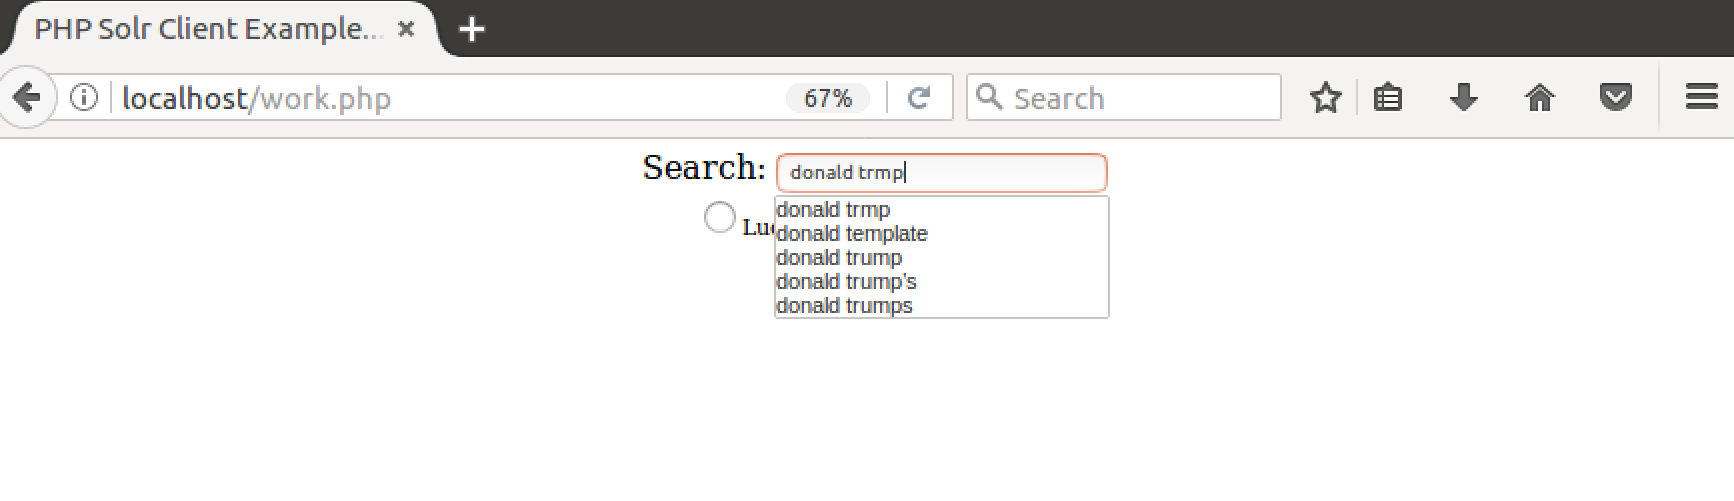 PHP Solr Client Example...
localhost/work.php
67%
Search
Search: donald trmp
donald trmp
donald template
donald trump
donald trump's
donald trumps